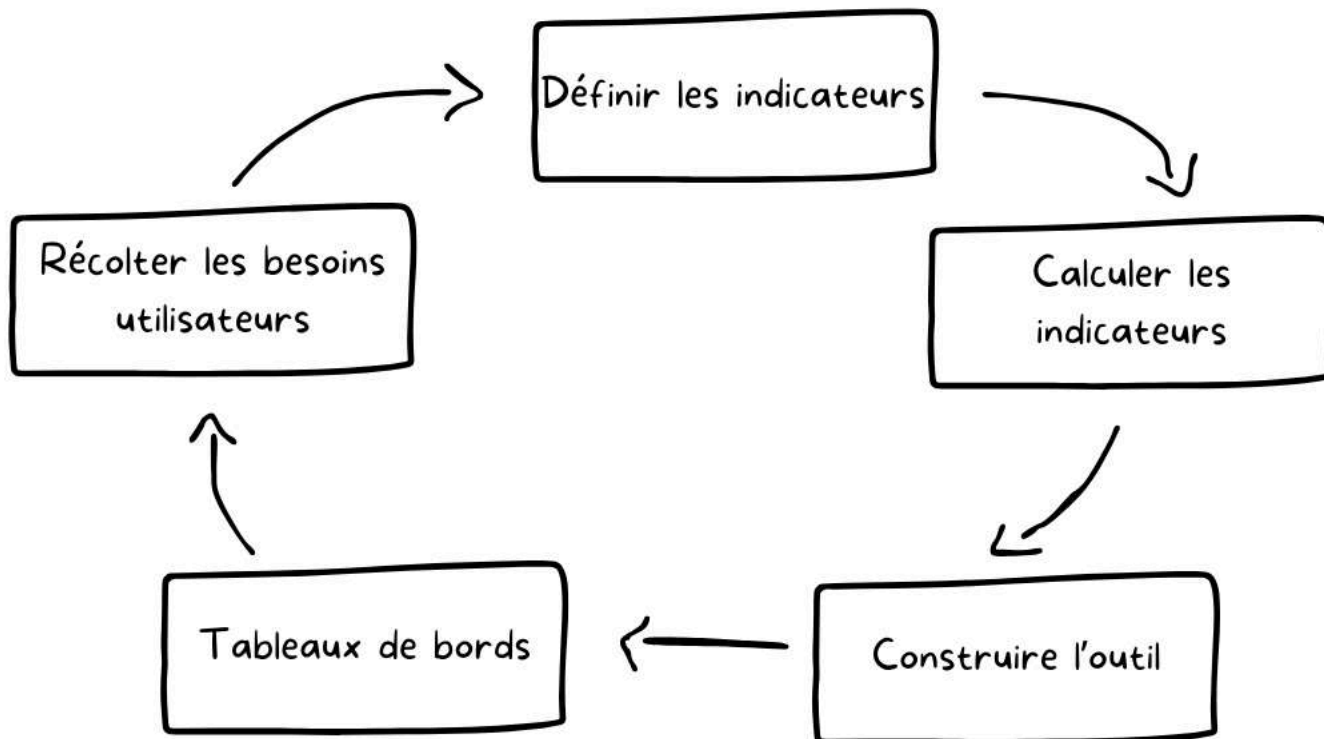 Définir les indicateurs
Récolter les besoins
utilisateurs
Calculer les
indicateurs
Tableaux de bords
Construire l'outil